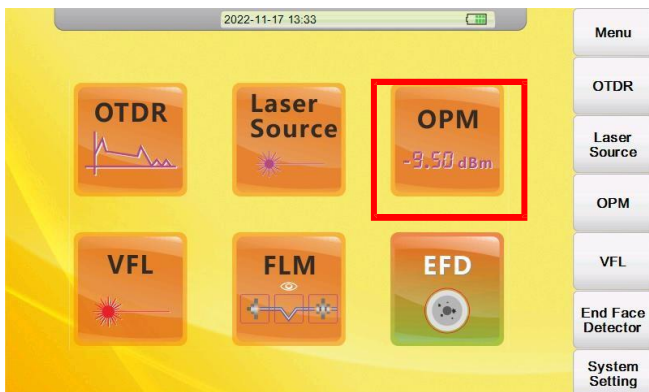 2022-11-17 13:33
Menu
OTDR
Laser
Source
OPM
-9.50 dBm
VFL
FLM
EFD
OTDR
Laser
Source
OPM
VFL
End Face
Detector
System
Setting